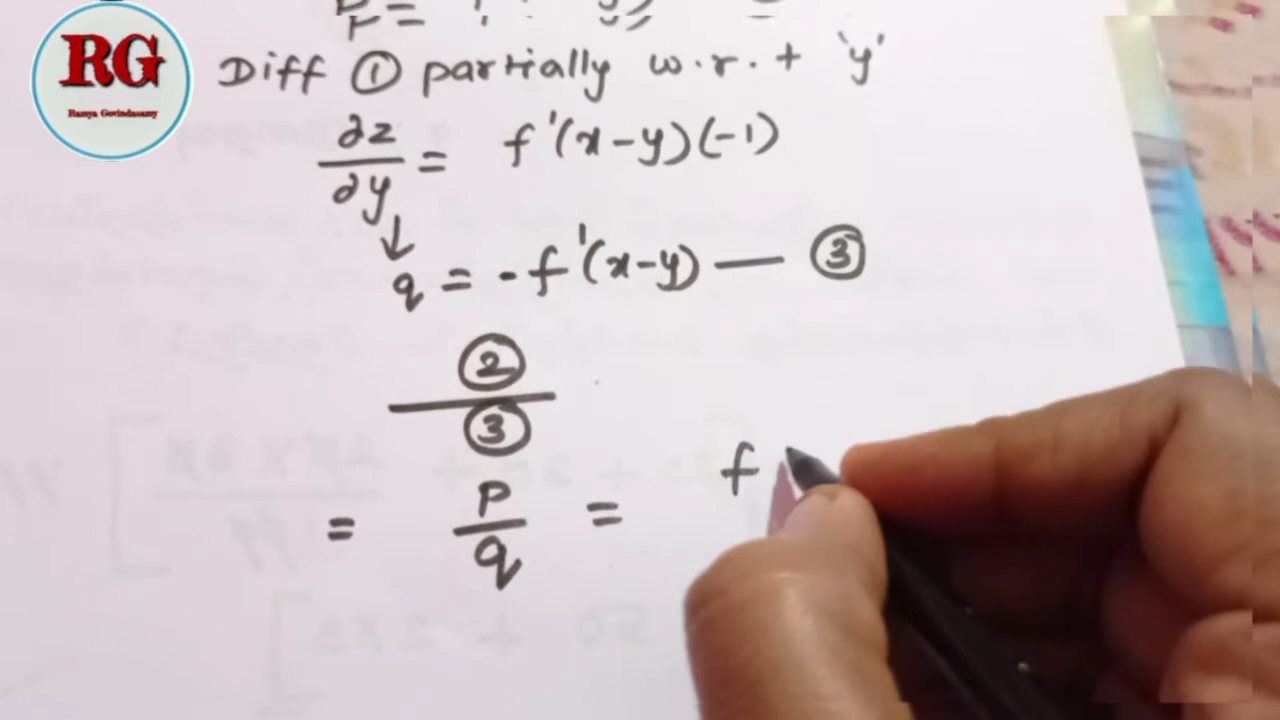 RG
Ramya Govindasamy
Diff ① partially w.r.t 'y'
∂z/∂y = f'(x-y)(-1)
↓
q = -f'(x-y) — ③
②/③
= p/q = f